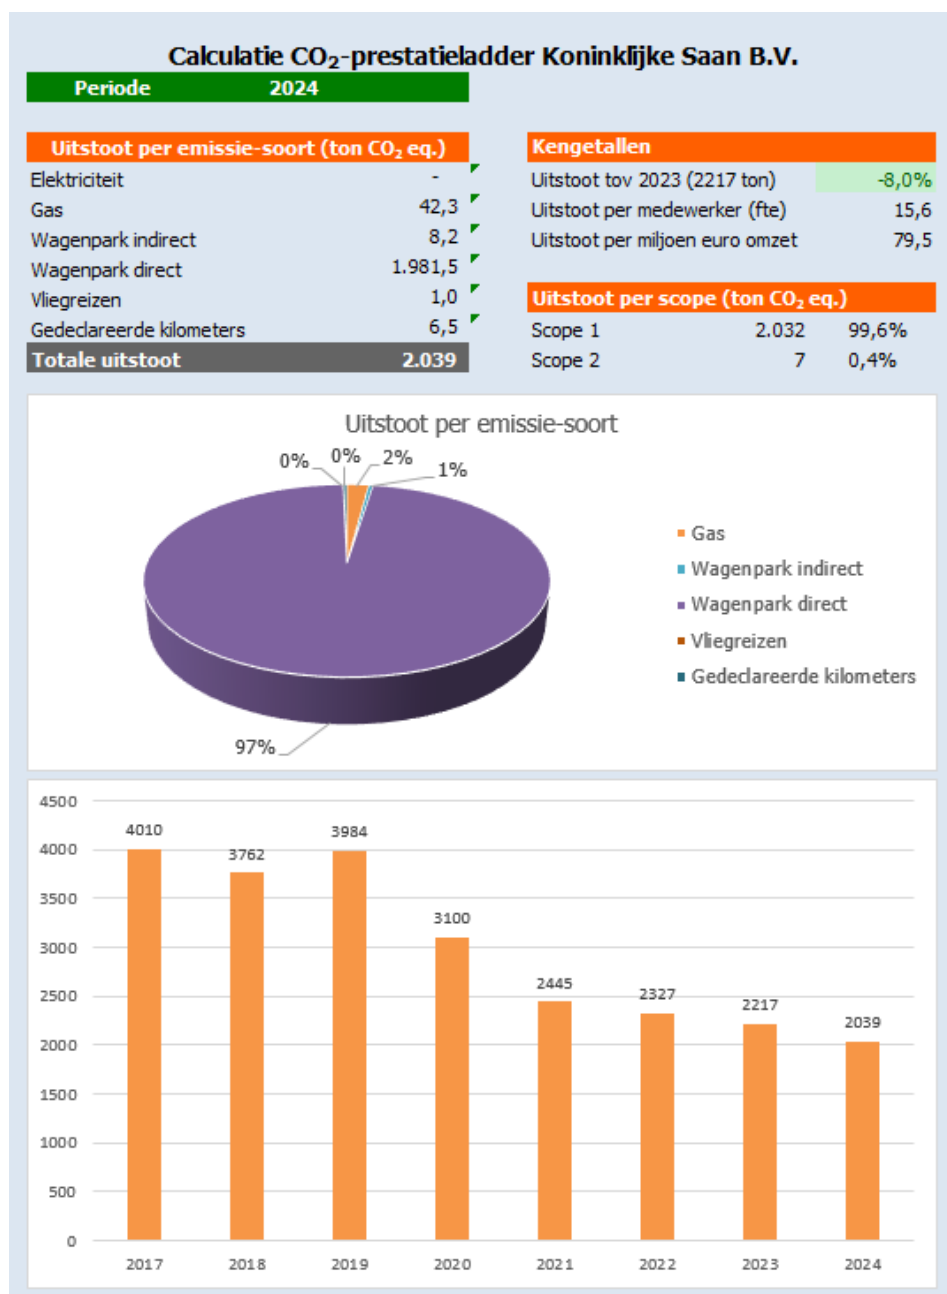 Calculatie CO₂-prestatieladder Koninklijke Saan B.V.
Periode 2024
Uitstoot per emissie-soort (ton CO₂ eq.)
Elektriciteit -
Gas 42,3
Wagenpark indirect 8,2
Wagenpark direct 1.981,5
Vliegreizen 1,0
Gedeclareerde kilometers 6,5
Totale uitstoot 2.039
Kengetallen
Uitstoot tov 2023 (2217 ton) -8,0%
Uitstoot per medewerker (fte) 15,6
Uitstoot per miljoen euro omzet 79,5
Uitstoot per scope (ton CO₂ eq.)
Scope 1 2.032 99,6%
Scope 2 7 0,4%
Uitstoot per emissie-soort
0% 0% 2% 1%
97%
Gas
Wagenpark indirect
Wagenpark direct
Vliegreizen
Gedeclareerde kilometers
4500
4000
3500
3000
2500
2000
1500
1000
500
0
4010 3762 3984 3100 2445 2327 2217 2039
2017 2018 2019 2020 2021 2022 2023 2024